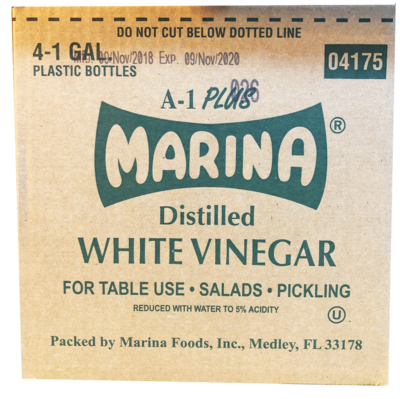 DO NOT CUT BELOW DOTTED LINE
4-1 GAL.
09/Nov/2018 Exp. 09/Nov/2020
PLASTIC BOTTLES
04175
026
A-1 PLUS
MARINA®
Distilled
WHITE VINEGAR
FOR TABLE USE • SALADS • PICKLING
REDUCED WITH WATER TO 5% ACIDITY
U
Packed by Marina Foods, Inc., Medley, FL 33178